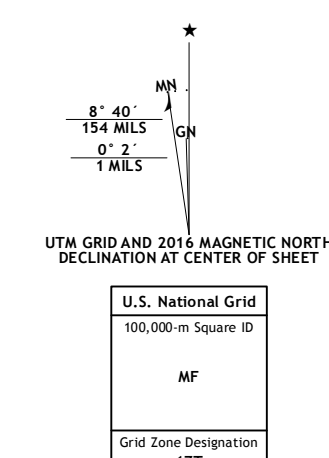 ★
MN
8° 40´
154 MILS
GN
0° 2´
1 MILS
UTM GRID AND 2016 MAGNETIC NORTH
DECLINATION AT CENTER OF SHEET
U.S. National Grid
100,000-m Square ID
MF
Grid Zone Designation